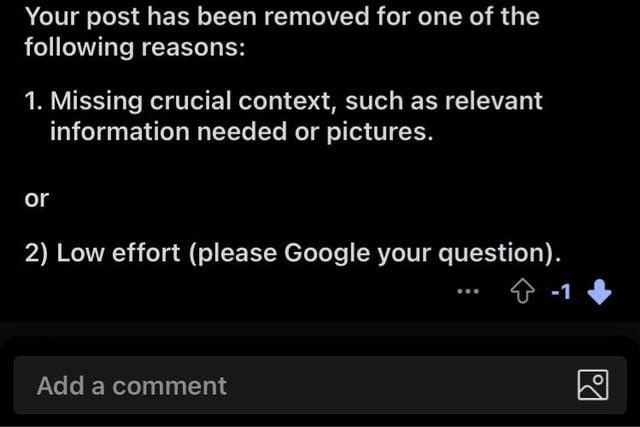 Your post has been removed for one of the
following reasons:
1. Missing crucial context, such as relevant
information needed or pictures.
or
2) Low effort (please Google your question).
-1
Add a comment